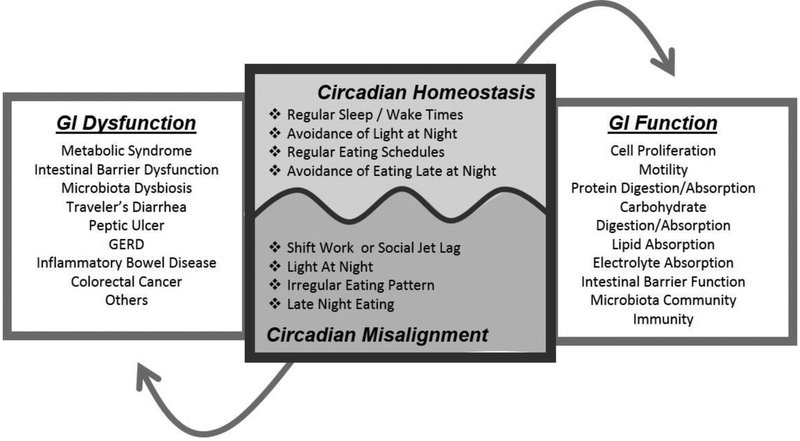 GI Dysfunction
Metabolic Syndrome
Intestinal Barrier Dysfunction
Microbiota Dysbiosis
Traveler's Diarrhea
Peptic Ulcer
GERD
Inflammatory Bowel Disease
Colorectal Cancer
Others
Circadian Homeostasis
❖ Regular Sleep / Wake Times
❖ Avoidance of Light at Night
❖ Regular Eating Schedules
❖ Avoidance of Eating Late at Night
❖ Shift Work or Social Jet Lag
❖ Light At Night
❖ Irregular Eating Pattern
❖ Late Night Eating
Circadian Misalignment
GI Function
Cell Proliferation
Motility
Protein Digestion/Absorption
Carbohydrate
Digestion/Absorption
Lipid Absorption
Electrolyte Absorption
Intestinal Barrier Function
Microbiota Community
Immunity